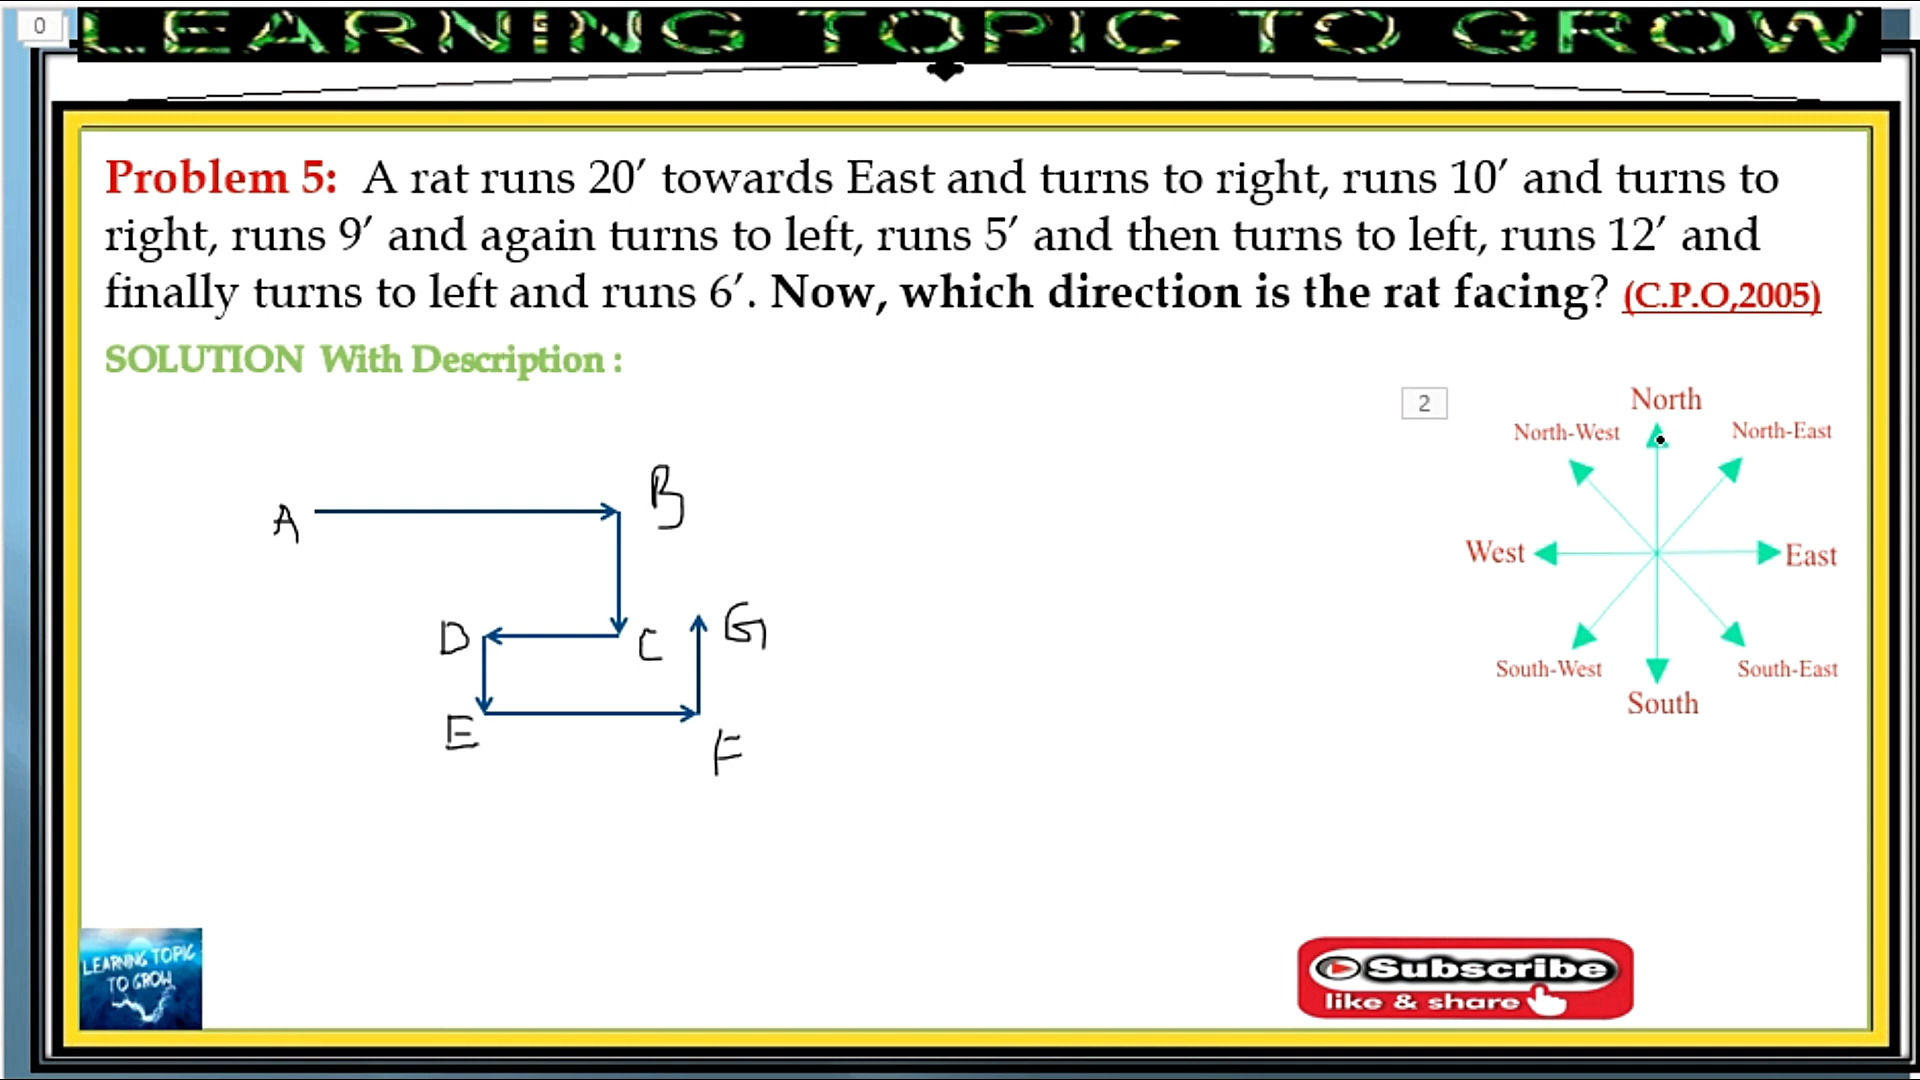 0
LEARNING TOPIC TO GROW
Problem 5: A rat runs 20′ towards East and turns to right, runs 10′ and turns to
right, runs 9′ and again turns to left, runs 5′ and then turns to left, runs 12′ and
finally turns to left and runs 6′. Now, which direction is the rat facing? (C.P.O,2005)
SOLUTION With Description :
2
North
North-West
North-East
West
East
South-West
South-East
South
A
B
D
C
G
E
F
LEARNING TOPIC
TO GROW
Subscribe
like & share